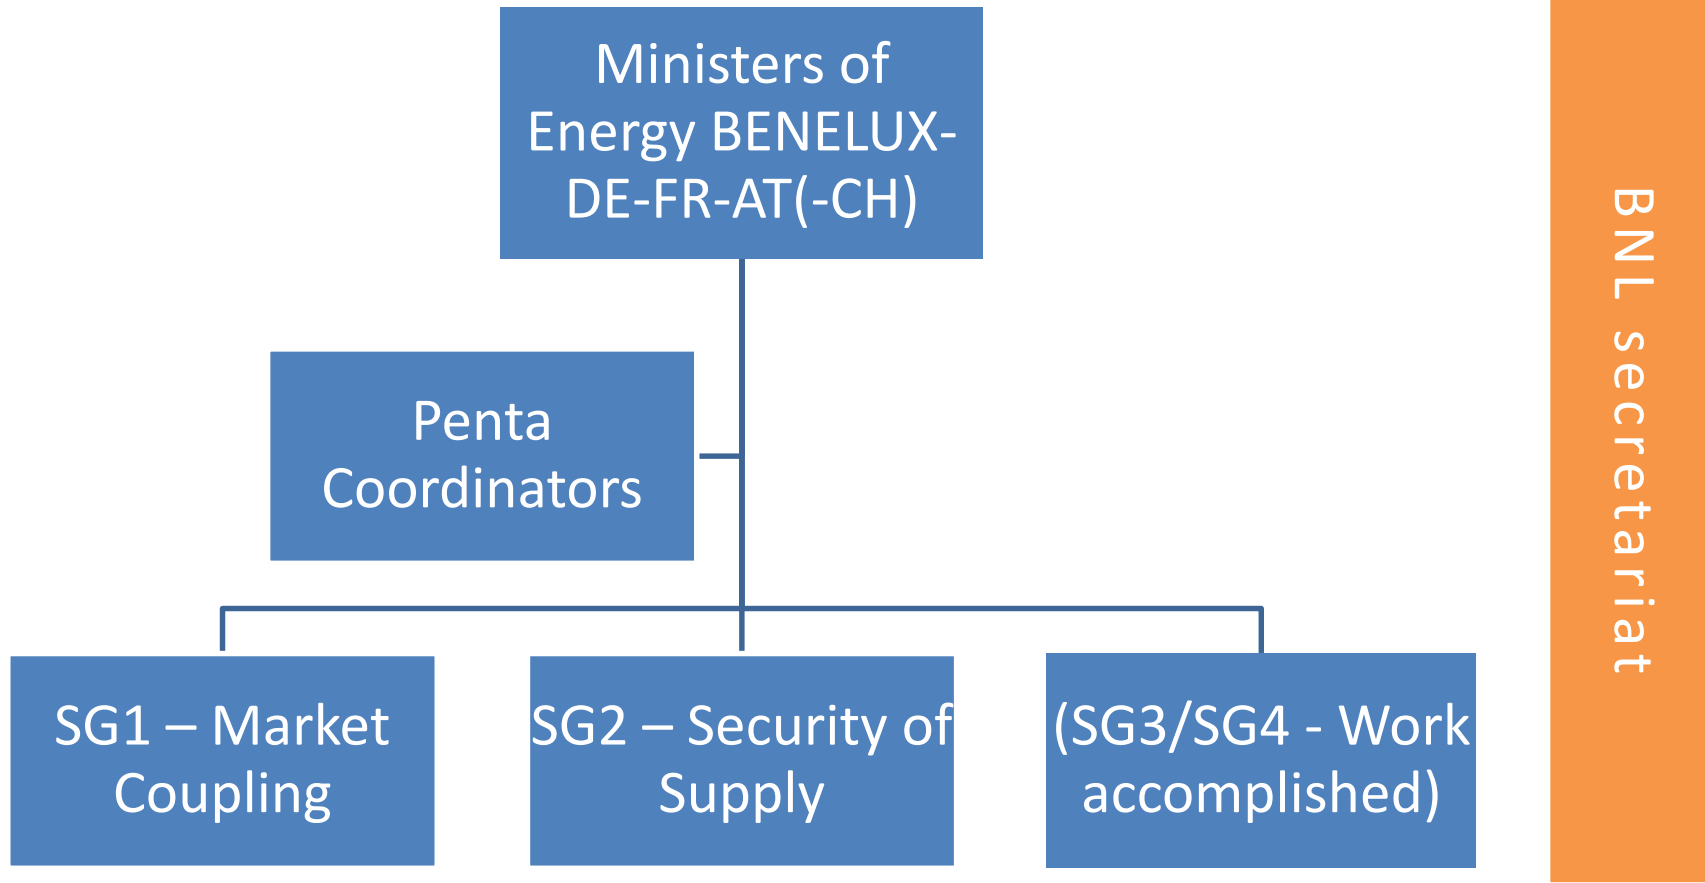 Ministers of
Energy BENELUX-
DE-FR-AT(-CH)
Penta
Coordinators
SG1 – Market
Coupling
SG2 – Security of
Supply
(SG3/SG4 - Work
accomplished)
BNL secretariat